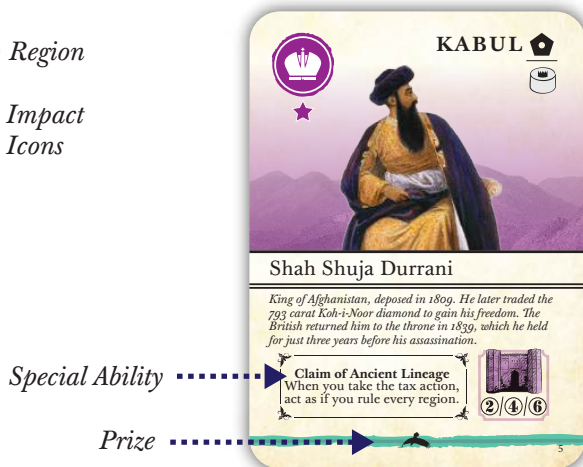 Region
Impact
Icons
KABUL
Shah Shuja Durrani
King of Afghanistan, deposed in 1809. He later traded the
793 carat Koh-i-Noor diamond to gain his freedom. The
British returned him to the throne in 1839, which he held
for just three years before his assassination.
Special Ability
Claim of Ancient Lineage
When you take the tax action,
act as if you rule every region.
2/4/6
Prize
5